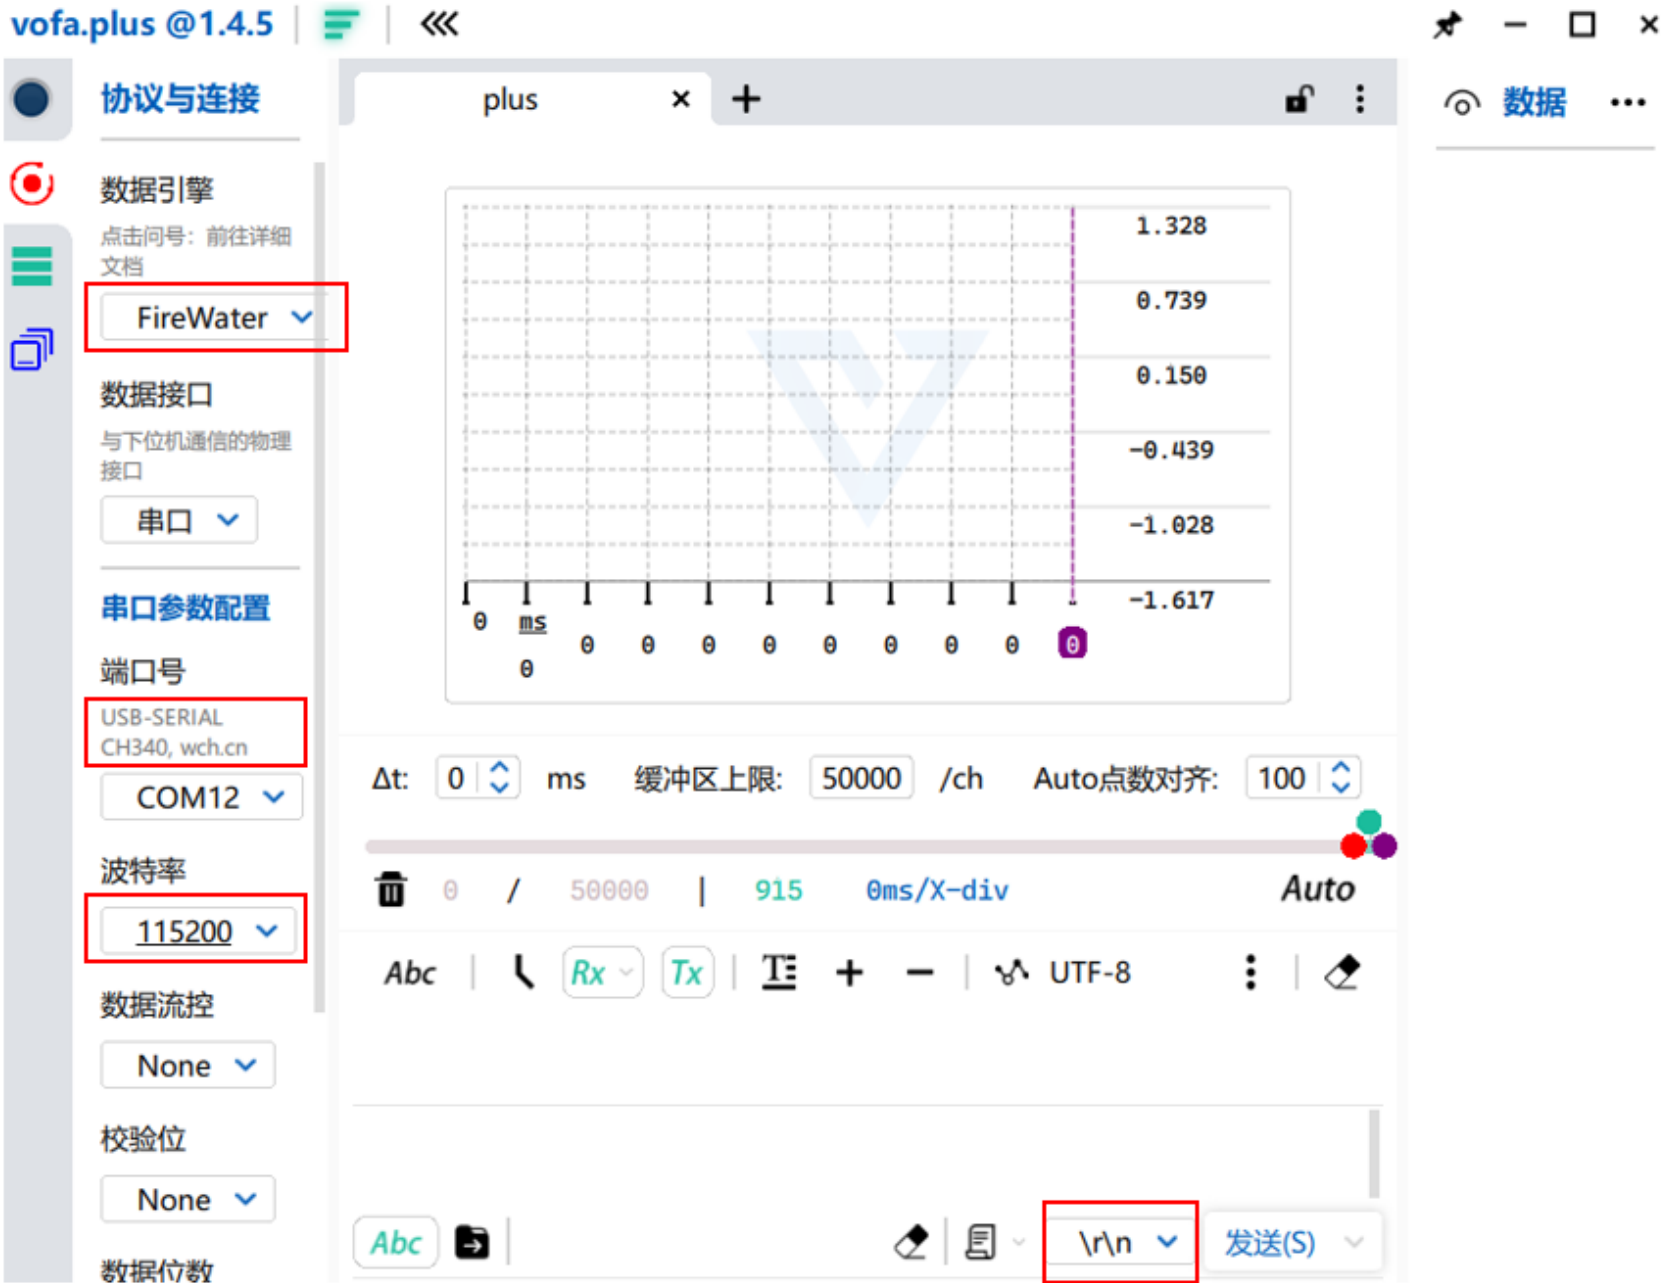 vofa.plus @1.4.5
协议与连接
plus
数据
数据引擎
点击问号：前往详细
文档
FireWater
数据接口
与下位机通信的物理
接口
串口
串口参数配置
端口号
USB-SERIAL
CH340, wch.cn
COM12
波特率
115200
数据流控
None
校验位
None
数据位数
1.328
0.739
0.150
-0.439
-1.028
-1.617
0 ms
0 0 0 0 0 0 0 0 0
0
Δt: 0 ms 缓冲区上限: 50000 /ch Auto点数对齐: 100
0 / 50000 | 915 0ms/X-div Auto
Abc Rx Tx T UTF-8
Abc \r\n 发送(S)